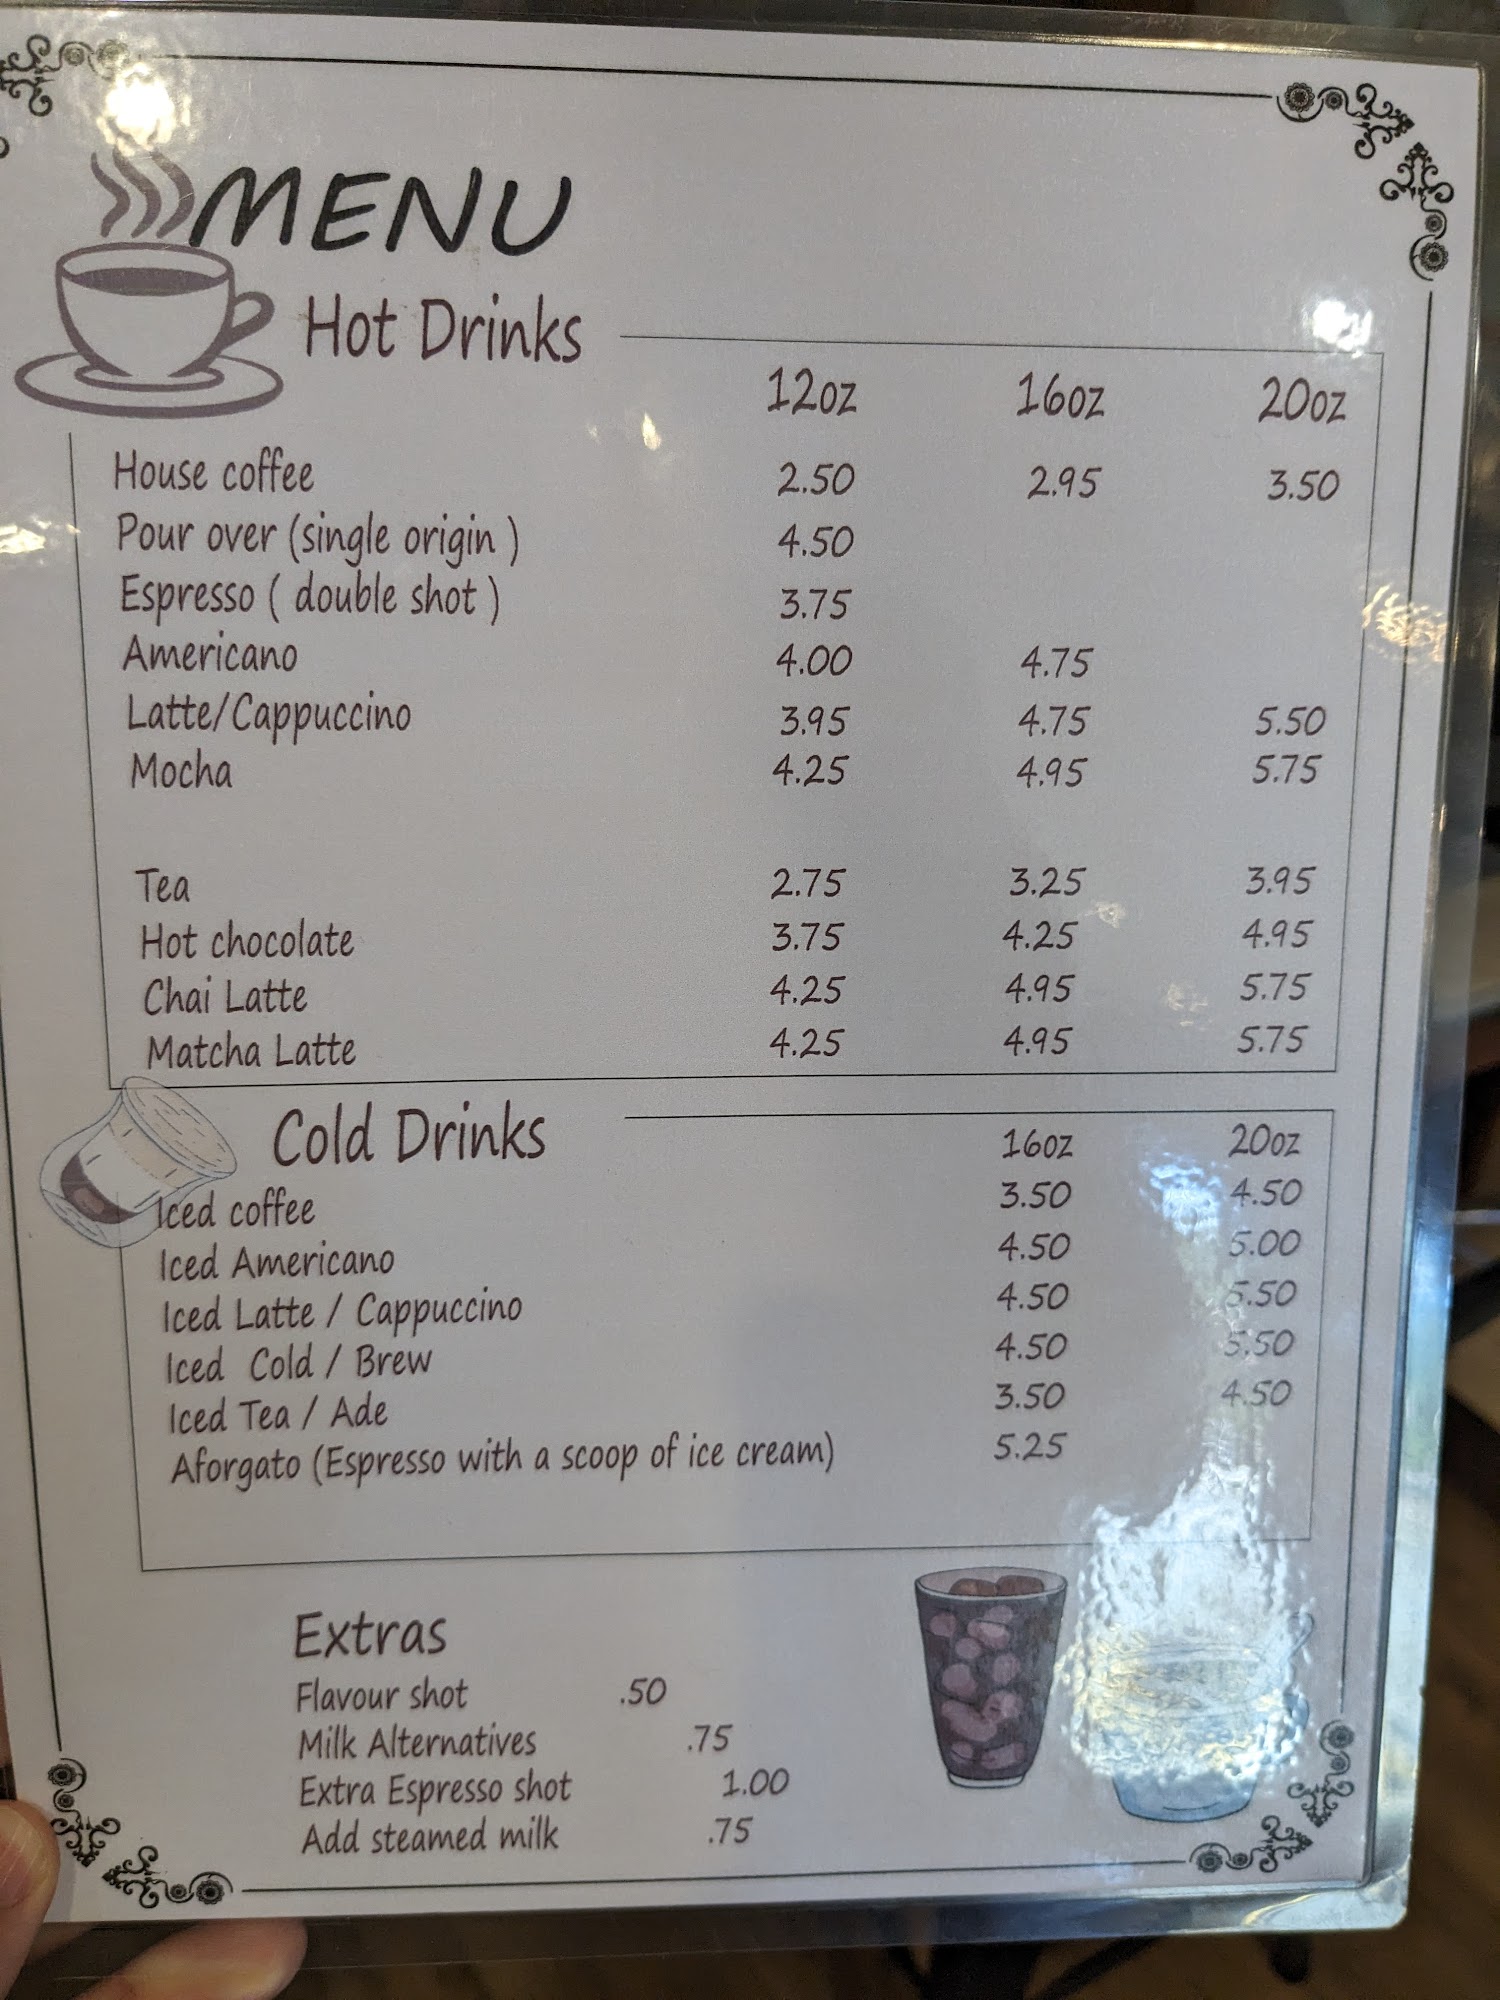 MENU
Hot Drinks
12oz 16oz 20oz
House coffee 2.50 2.95 3.50
Pour over (single origin ) 4.50
Espresso ( double shot ) 3.75
Americano 4.00 4.75
Latte/Cappuccino 3.95 4.75 5.50
Mocha 4.25 4.95 5.75
Tea 2.75 3.25 3.95
Hot chocolate 3.75 4.25 4.95
Chai Latte 4.25 4.95 5.75
Matcha Latte 4.25 4.95 5.75
Cold Drinks 16oz 20oz
Iced coffee 3.50 4.50
Iced Americano 4.50 5.00
Iced Latte / Cappuccino 4.50 5.50
Iced Cold / Brew 4.50 5.50
Iced Tea / Ade 3.50 4.50
Aforgato (Espresso with a scoop of ice cream) 5.25
Extras
Flavour shot .50
Milk Alternatives .75
Extra Espresso shot 1.00
Add steamed milk .75